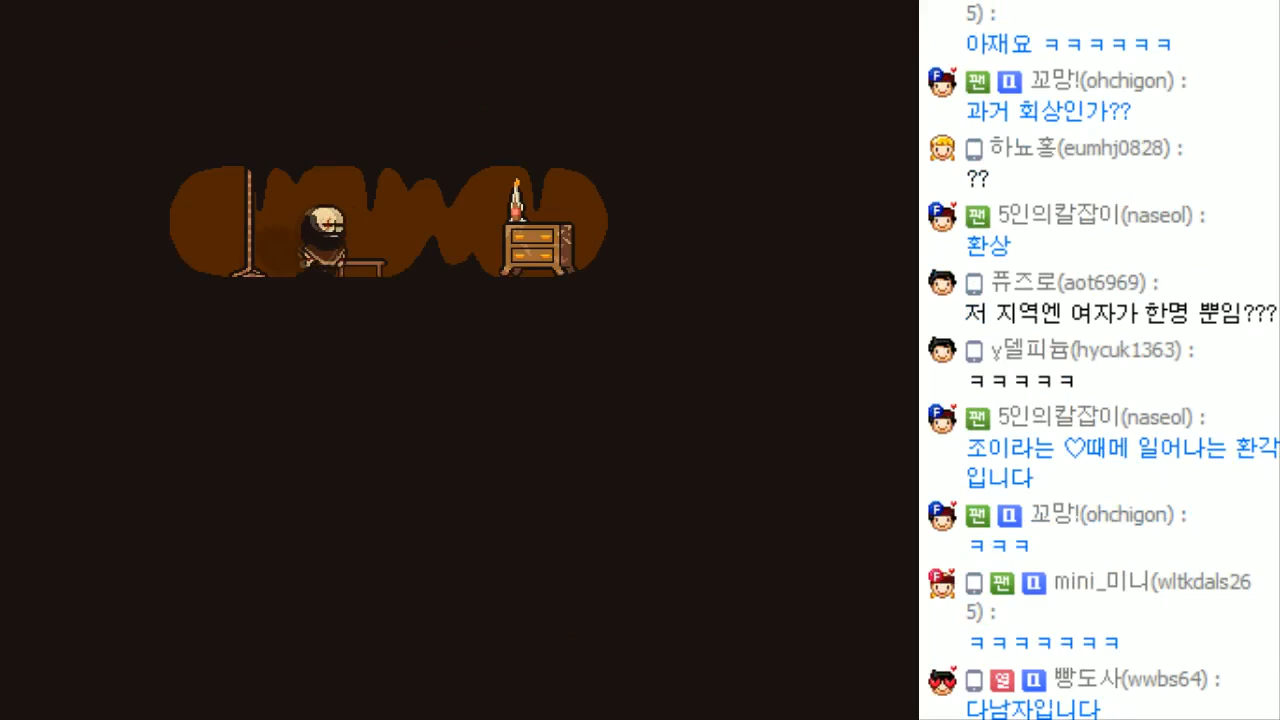 5) :
아재요 ㅋㅋㅋㅋㅋㅋ
팬 꼬망!(ohchigon) :
과거 회상인가??
하뇨홍(eumhj0828) :
??
팬 5인의칼잡이(naseol) :
환상
퓨즈로(aot6969) :
저 지역엔 여자가 한명 뿐임???
델피늄(hycuk1363) :
ㅋㅋㅋㅋㅋ
팬 5인의칼잡이(naseol) :
조이라는 ♡때메 일어나는 환각
입니다
팬 꼬망!(ohchigon) :
ㅋㅋㅋ
팬 mini_미니(wltkdals26
5) :
ㅋㅋㅋㅋㅋㅋㅋ
열 빵도사(wwbs64) :
다남자입니다